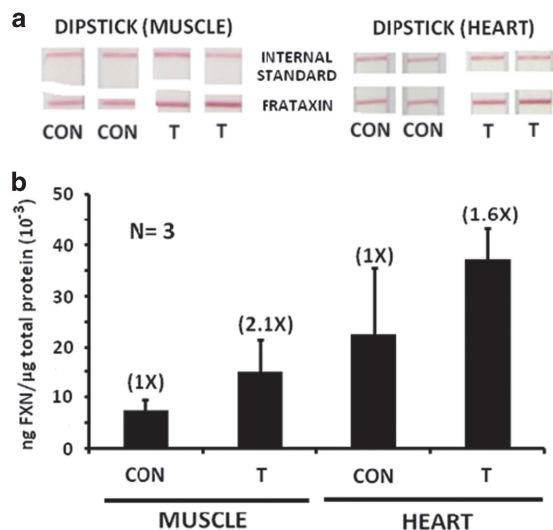 a
DIPSTICK (MUSCLE)
DIPSTICK (HEART)
INTERNAL
STANDARD
FRATAXIN
CON CON T T
CON CON T T
b
ng FXN/µg total protein (10⁻³)
50
40
30
20
10
0
N= 3
(1X)
(2.1X)
(1X)
(1.6X)
CON T CON T
MUSCLE HEART